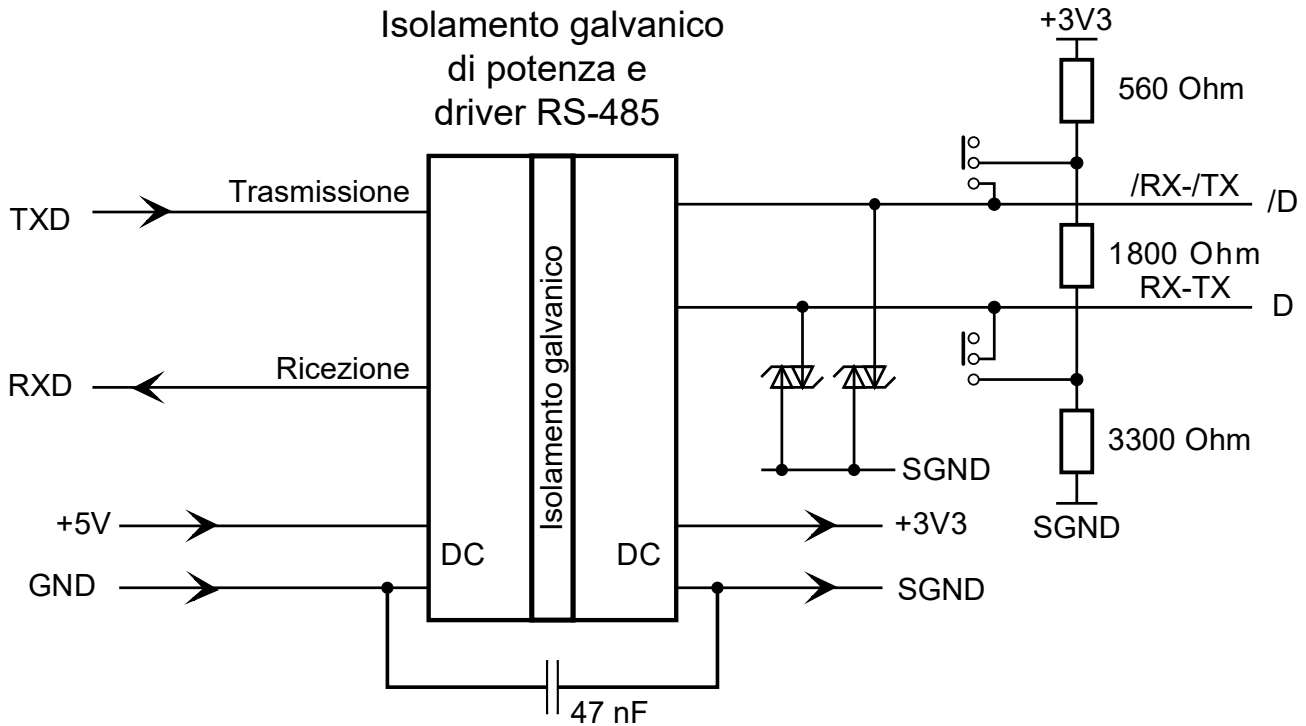 Isolamento galvanico
di potenza e
driver RS-485
+3V3
560 Ohm
Trasmissione
/RX-/TX
TXD
/D
1800 Ohm
RX-TX
D
Isolamento galvanico
Ricezione
RXD
3300 Ohm
SGND
+5V
+3V3
SGND
DC
DC
GND
SGND
47 nF